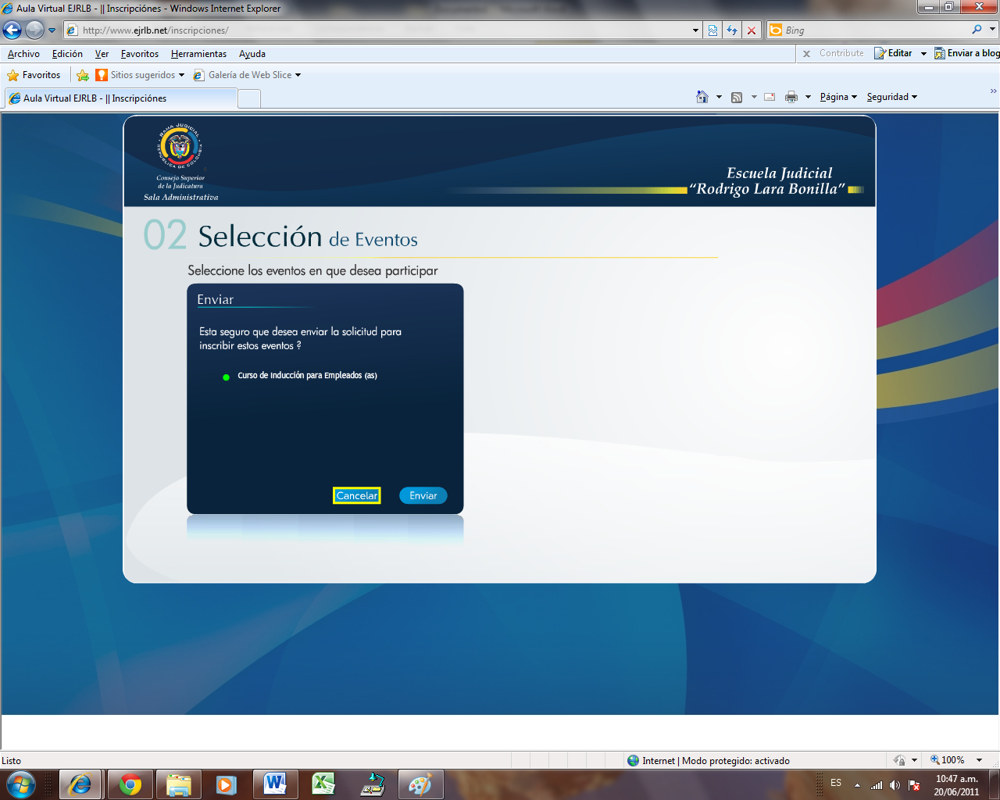 Aula Virtual EJRLB - || Inscripciónes - Windows Internet Explorer
http://www.ejrlb.net/inscripciones/
Bing
Archivo Edición Ver Favoritos Herramientas Ayuda
x Contribute Editar Enviar a blog
Favoritos Sitios sugeridos Galería de Web Slice
Aula Virtual EJRLB - || Inscripciónes
Página Seguridad
RAMA JUDICIAL
REPUBLICA DE COLOMBIA
Consejo Superior
de la Judicatura
Sala Administrativa
Escuela Judicial
“Rodrigo Lara Bonilla”
02 Selección de Eventos
Seleccione los eventos en que desea participar
Enviar
Esta seguro que desea enviar la solicitud para
inscribir estos eventos ?
Curso de Inducción para Empleados (as)
Cancelar Enviar
Listo
Internet | Modo protegido: activado
100%
ES
10:47 a.m.
20/06/2011